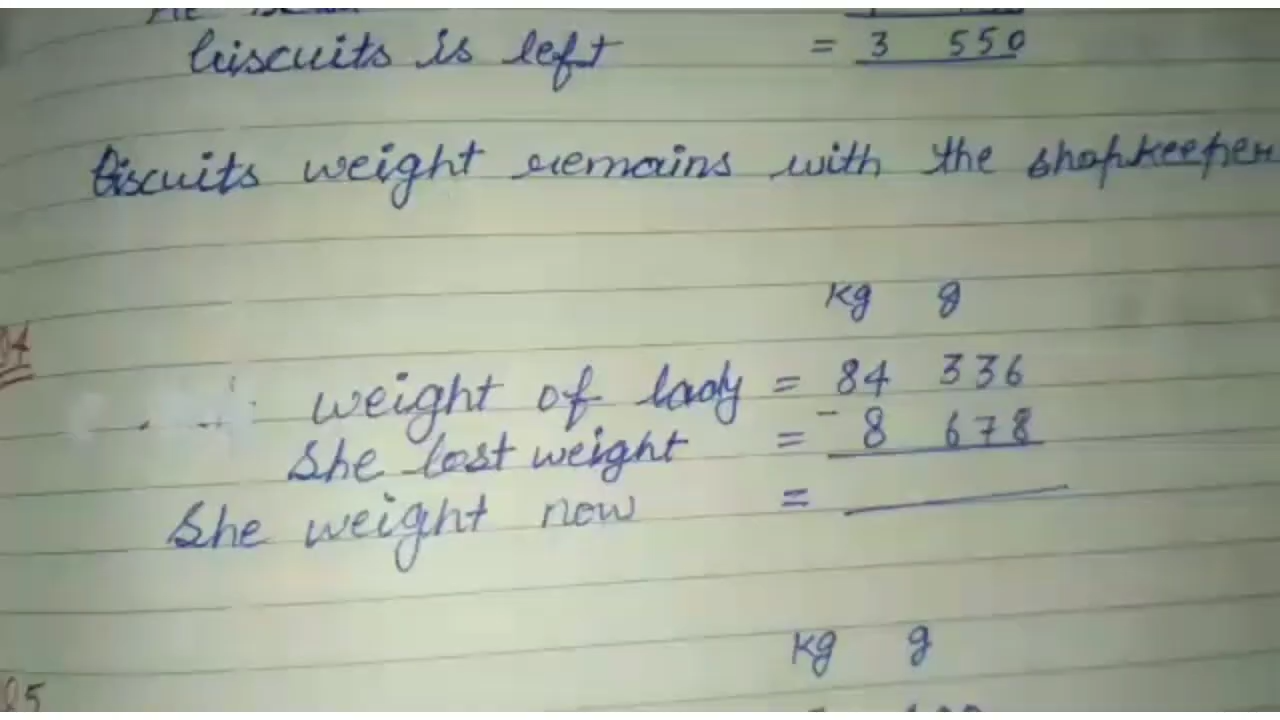 biscuits is left = 3 550
Biscuits weight remains with the shopkeeper
kg g
weight of lady = 84 336
She lost weight = - 8 678
She weight now =
kg g